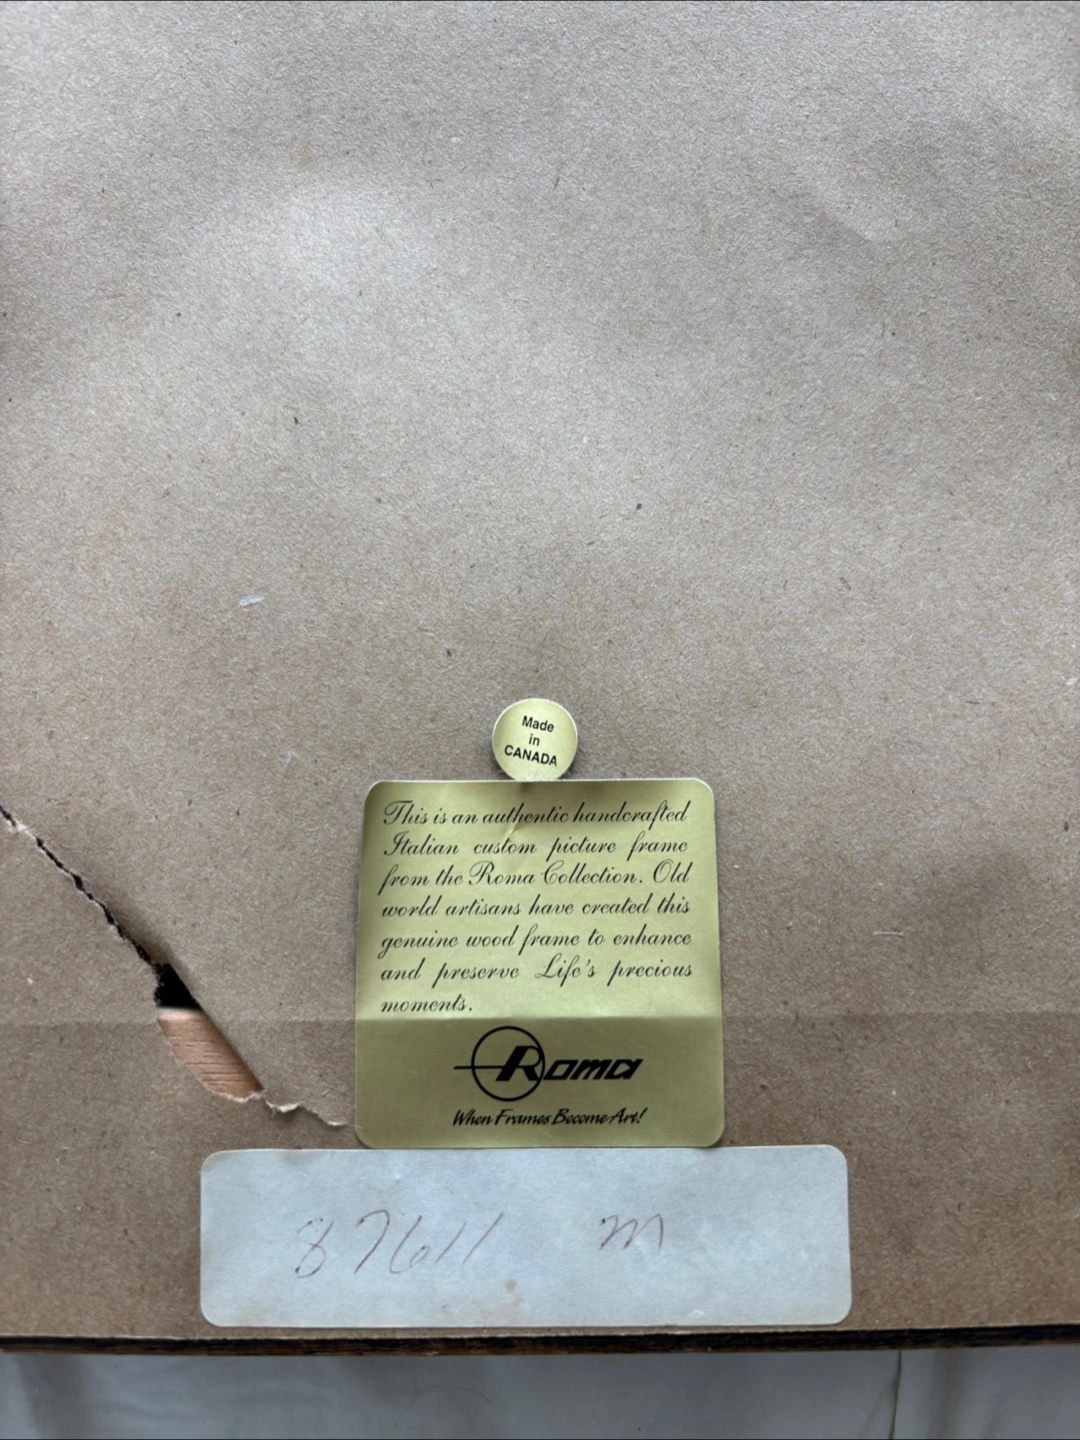 Made
in
CANADA
This is an authentic handcrafted
Italian custom picture frame
from the Roma Collection. Old
world artisans have created this
genuine wood frame to enhance
and preserve Life's precious
moments.
Roma
When Frames Become Art!
87611 M